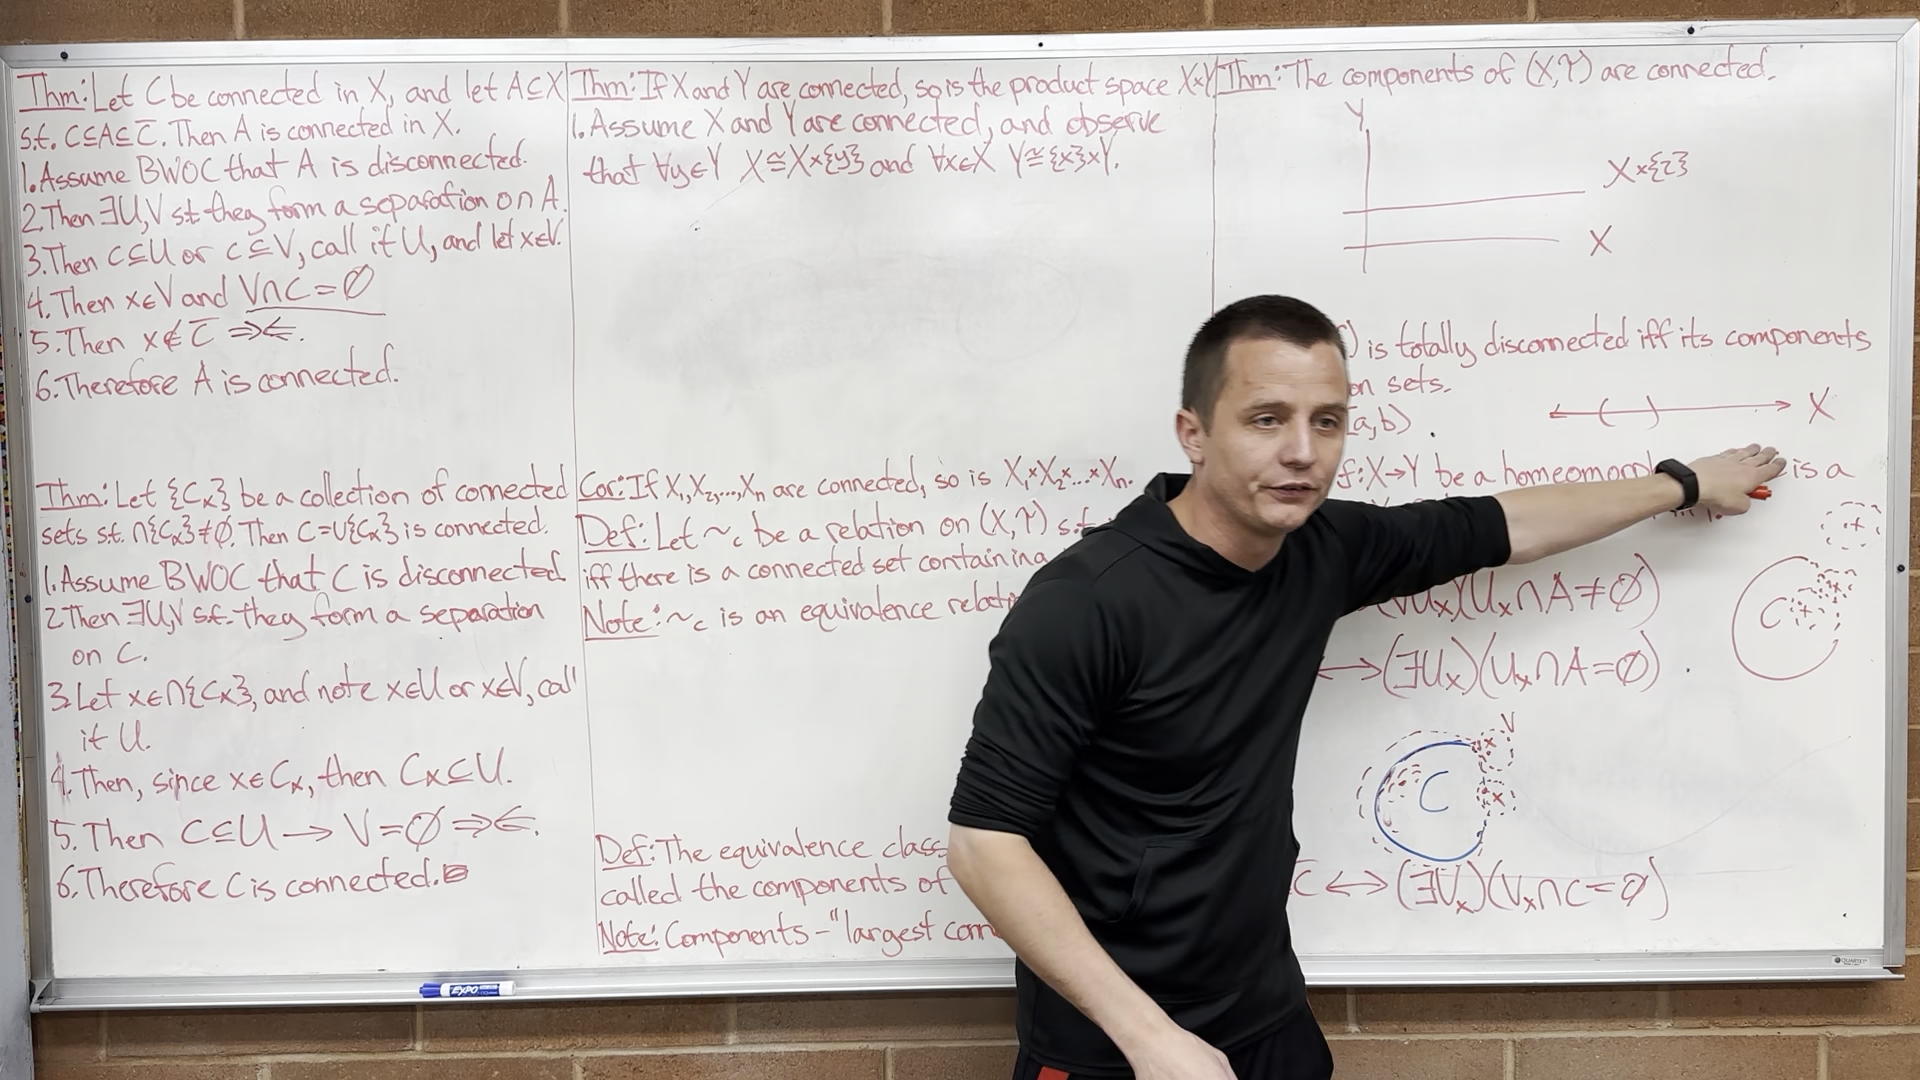 Thm: Let C be connected in X, and let A⊆X
s.t. C⊆A⊆C̅. Then A is connected in X.
1. Assume BWOC that A is disconnected.
2. Then ∃U,V st they form a separation on A.
3. Then C⊆U or C⊆V, call it U, and let x∈V.
4. Then x∈V and V∩C=∅
5. Then x∉C̅ ⇒⇐.
6. Therefore A is connected.
Thm: Let {Cₓ} be a collection of connected
sets s.t. ∩{Cₓ}≠∅. Then C=∪{Cₓ} is connected.
1. Assume BWOC that C is disconnected
2. Then ∃U,V s.t. they form a separation
on C.
3. Let x∈∩{Cₓ}, and note x∈U or x∈V, call
it U.
4. Then, since x∈Cₓ, then Cₓ⊆U.
5. Then C⊆U → V=∅ ⇒⇐.
6. Therefore C is connected.
Thm: If X and Y are connected, so is the product space X×Y
1. Assume X and Y are connected, and observe
that ∀y∈Y X≅X×{y} and ∀x∈X Y≅{x}×Y.
Cor: If X₁,X₂,...,Xₙ are connected, so is X₁×X₂×...×Xₙ.
Def: Let ~c be a relation on (X,τ) s.t.
iff there is a connected set containing
Note: ~c is an equivalence
Def: The equivalence
called the components of
Note: Components - "largest
Thm: The components of (X,τ) are connected.
Y
X×{z}
X
) is totally disconnected iff its components
sets.
[a,b).
X
f:X→Y be a is a
(∀Uₓ)(Uₓ∩A≠∅)
C
↔ (∃Uₓ)(Uₓ∩A=∅)
V
x
C
x
C̅ ↔ (∃Vₓ)(Vₓ∩C=∅)
EXPO
QUARTET